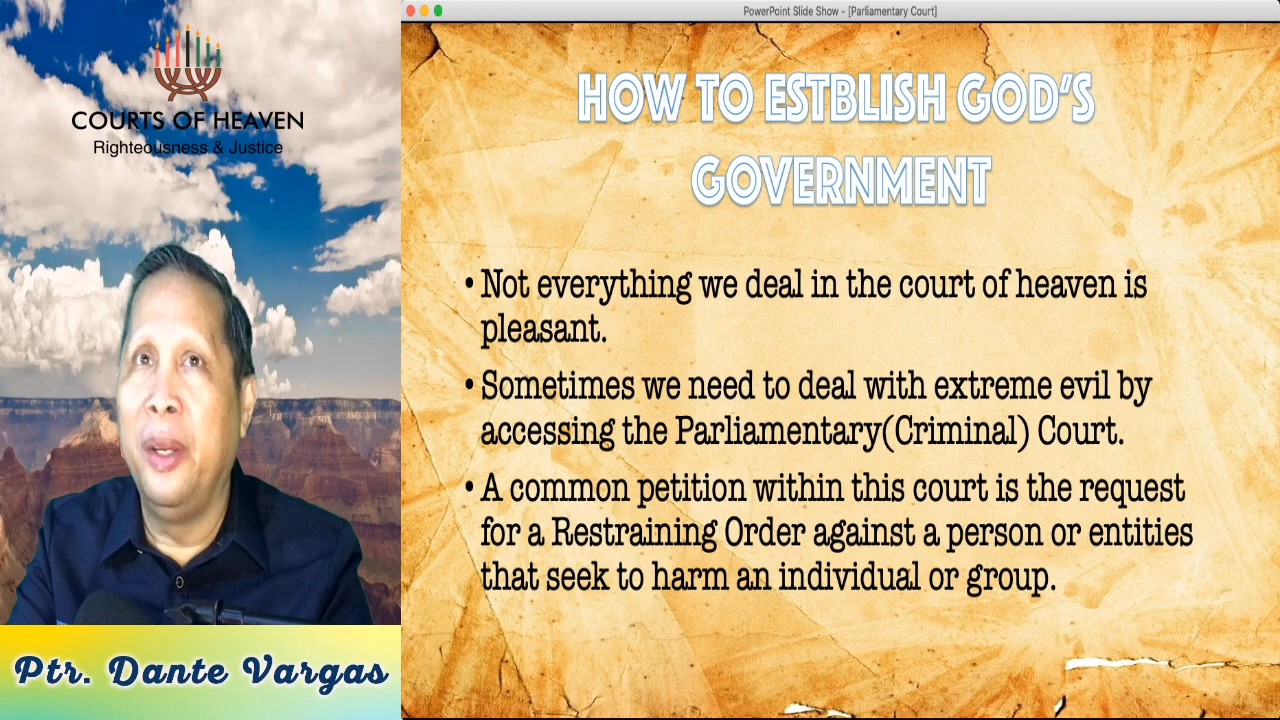 COURTS OF HEAVEN
Righteousness & Justice
Ptr. Dante Vargas
PowerPoint Slide Show - [Parliamentary Court]
HOW TO ESTBLISH GOD'S
GOVERNMENT
• Not everything we deal in the court of heaven is
pleasant.
• Sometimes we need to deal with extreme evil by
accessing the Parliamentary(Criminal) Court.
• A common petition within this court is the request
for a Restraining Order against a person or entities
that seek to harm an individual or group.